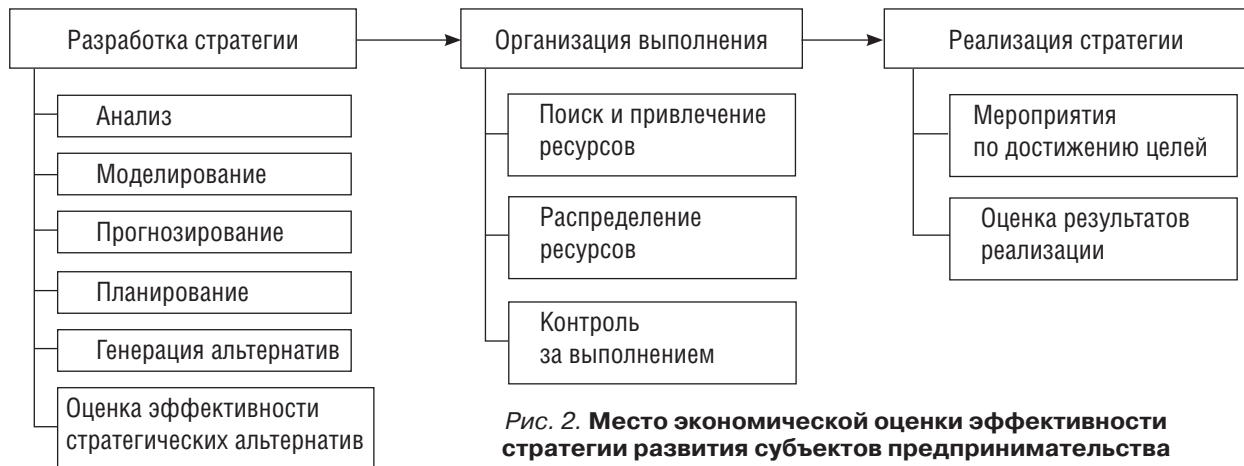 Разработка стратегии
Анализ
Моделирование
Прогнозирование
Планирование
Генерация альтернатив
Оценка эффективности
стратегических альтернатив
Организация выполнения
Поиск и привлечение
ресурсов
Распределение
ресурсов
Контроль
за выполнением
Реализация стратегии
Мероприятия
по достижению целей
Оценка результатов
реализации
Рис. 2. Место экономической оценки эффективности
стратегии развития субъектов предпринимательства